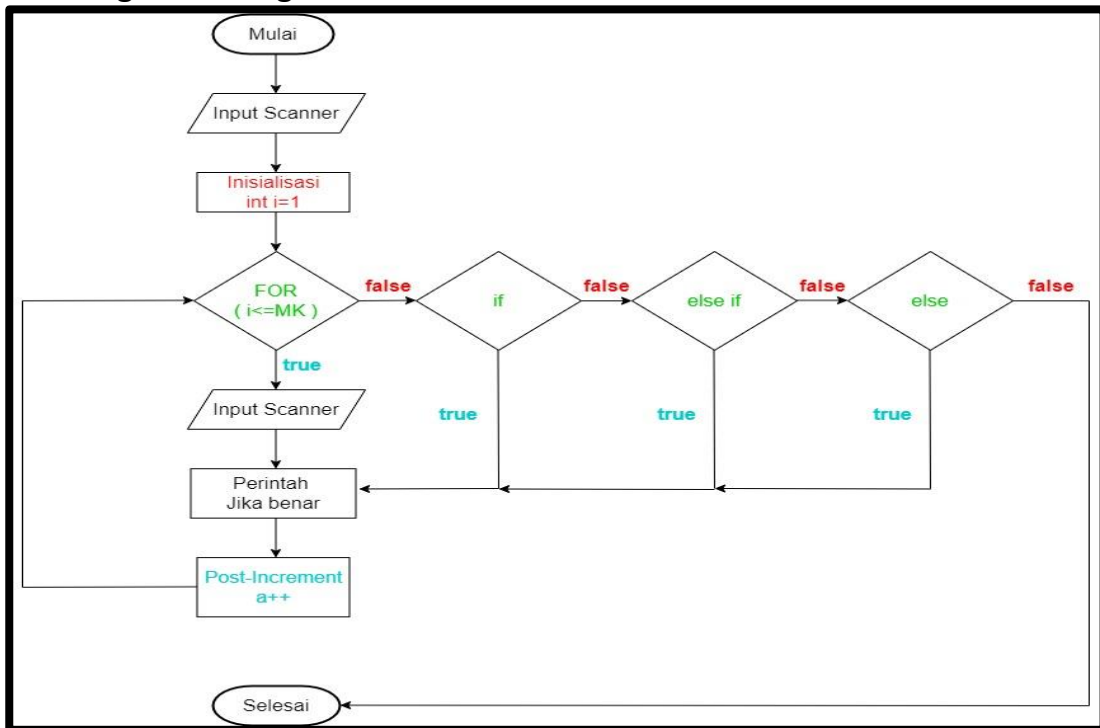 Mulai
Input Scanner
Inisialisasi
int i=1
FOR
( i<=MK )
false
if
false
else if
false
else
false
true
Input Scanner
true
true
true
Perintah
Jika benar
Post-Increment
a++
Selesai